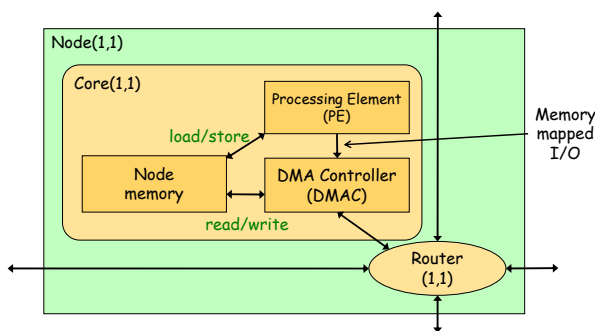 Node(1,1)
Core(1,1)
Processing Element
(PE)
load/store
Memory
mapped
I/O
Node
memory
DMA Controller
(DMAC)
read/write
Router
(1,1)